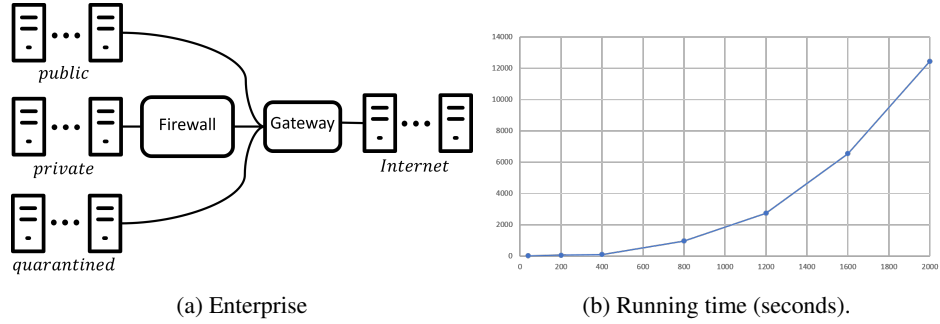 public
Firewall
Gateway
private
Internet
quarantined
(a) Enterprise
14000
12000
10000
8000
6000
4000
2000
0
0 200 400 600 800 1000 1200 1400 1600 1800 2000
(b) Running time (seconds).